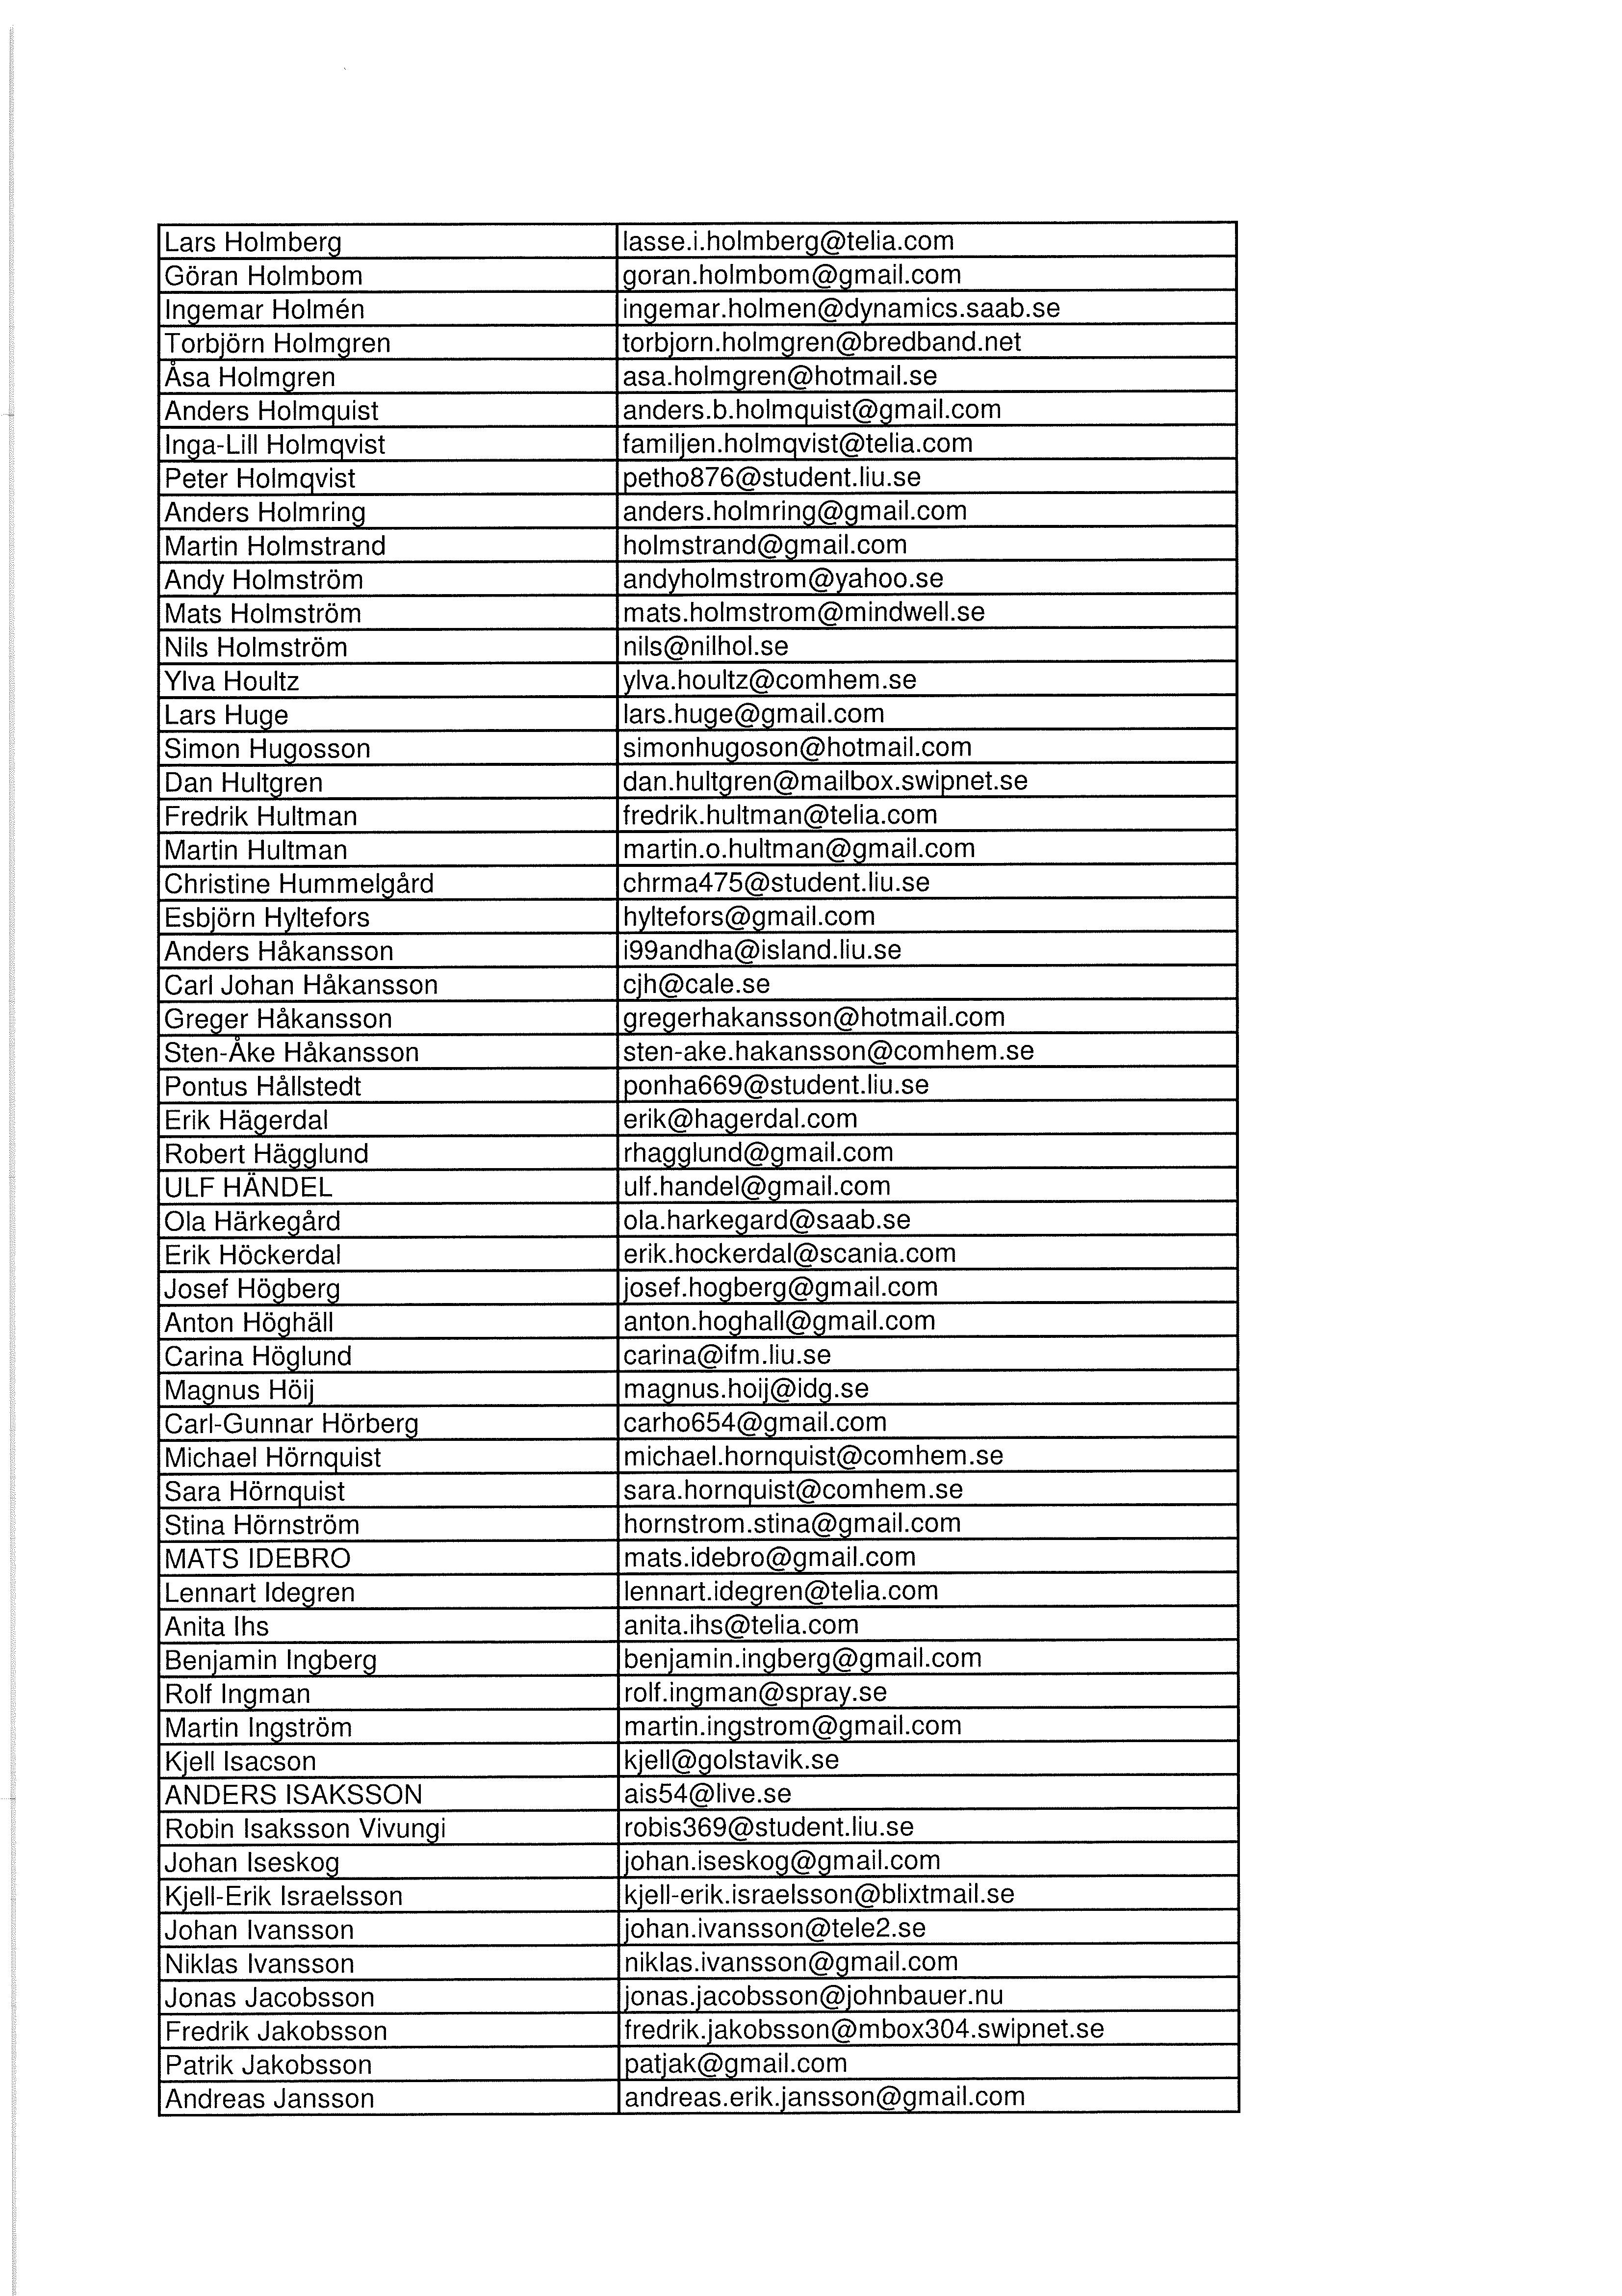 Lars Holmberg lasse.i.holmberg@telia.com
Göran Holmbom goran.holmbom@gmail.com
Ingemar Holmén ingemar.holmen@dynamics.saab.se
Torbjörn Holmgren torbjorn.holmgren@bredband.net
Åsa Holmgren asa.holmgren@hotmail.se
Anders Holmquist anders.b.holmquist@gmail.com
Inga-Lill Holmqvist familjen.holmqvist@telia.com
Peter Holmqvist petho876@student.liu.se
Anders Holmring anders.holmring@gmail.com
Martin Holmstrand holmstrand@gmail.com
Andy Holmström andyholmstrom@yahoo.se
Mats Holmström mats.holmstrom@mindwell.se
Nils Holmström nils@nilhol.se
Ylva Houltz ylva.houltz@comhem.se
Lars Huge lars.huge@gmail.com
Simon Hugosson simonhugoson@hotmail.com
Dan Hultgren dan.hultgren@mailbox.swipnet.se
Fredrik Hultman fredrik.hultman@telia.com
Martin Hultman martin.o.hultman@gmail.com
Christine Hummelgård chrma475@student.liu.se
Esbjörn Hyltefors hyltefors@gmail.com
Anders Håkansson i99andha@island.liu.se
Carl Johan Håkansson cjh@cale.se
Greger Håkansson gregerhakansson@hotmail.com
Sten-Åke Håkansson sten-ake.hakansson@comhem.se
Pontus Hållstedt ponha669@student.liu.se
Erik Hägerdal erik@hagerdal.com
Robert Hägglund rhagglund@gmail.com
ULF HÄNDEL ulf.handel@gmail.com
Ola Härkegård ola.harkegard@saab.se
Erik Höckerdal erik.hockerdal@scania.com
Josef Högberg josef.hogberg@gmail.com
Anton Höghäll anton.hoghall@gmail.com
Carina Höglund carina@ifm.liu.se
Magnus Höij magnus.hoij@idg.se
Carl-Gunnar Hörberg carho654@gmail.com
Michael Hörnquist michael.hornquist@comhem.se
Sara Hörnquist sara.hornquist@comhem.se
Stina Hörnström hornstrom.stina@gmail.com
MATS IDEBRO mats.idebro@gmail.com
Lennart Idegren lennart.idegren@telia.com
Anita Ihs anita.ihs@telia.com
Benjamin Ingberg benjamin.ingberg@gmail.com
Rolf Ingman rolf.ingman@spray.se
Martin Ingström martin.ingstrom@gmail.com
Kjell Isacson kjell@golstavik.se
ANDERS ISAKSSON ais54@live.se
Robin Isaksson Vivungi robis369@student.liu.se
Johan Iseskog johan.iseskog@gmail.com
Kjell-Erik Israelsson kjell-erik.israelsson@blixtmail.se
Johan Ivansson johan.ivansson@tele2.se
Niklas Ivansson niklas.ivansson@gmail.com
Jonas Jacobsson jonas.jacobsson@johnbauer.nu
Fredrik Jakobsson fredrik.jakobsson@mbox304.swipnet.se
Patrik Jakobsson patjak@gmail.com
Andreas Jansson andreas.erik.jansson@gmail.com